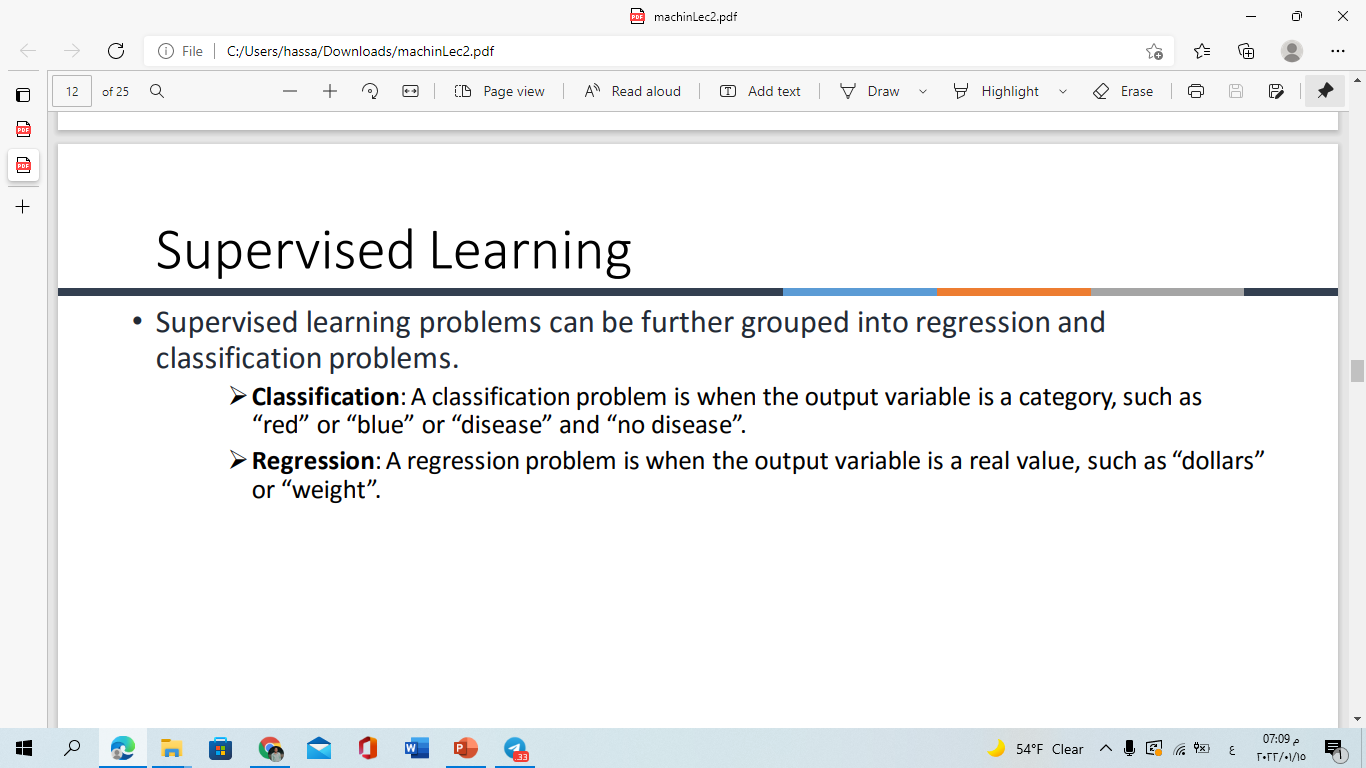 machinLec2.pdf
File C:/Users/hassa/Downloads/machinLec2.pdf
12 of 25 Page view Read aloud Add text Draw Highlight Erase
Supervised Learning
• Supervised learning problems can be further grouped into regression and
classification problems.
➢ Classification: A classification problem is when the output variable is a category, such as
“red” or “blue” or “disease” and “no disease”.
➢ Regression: A regression problem is when the output variable is a real value, such as “dollars”
or “weight”.
33
54°F Clear
ع
07:09 م
٢٠٢٢/٠١/١٥
1